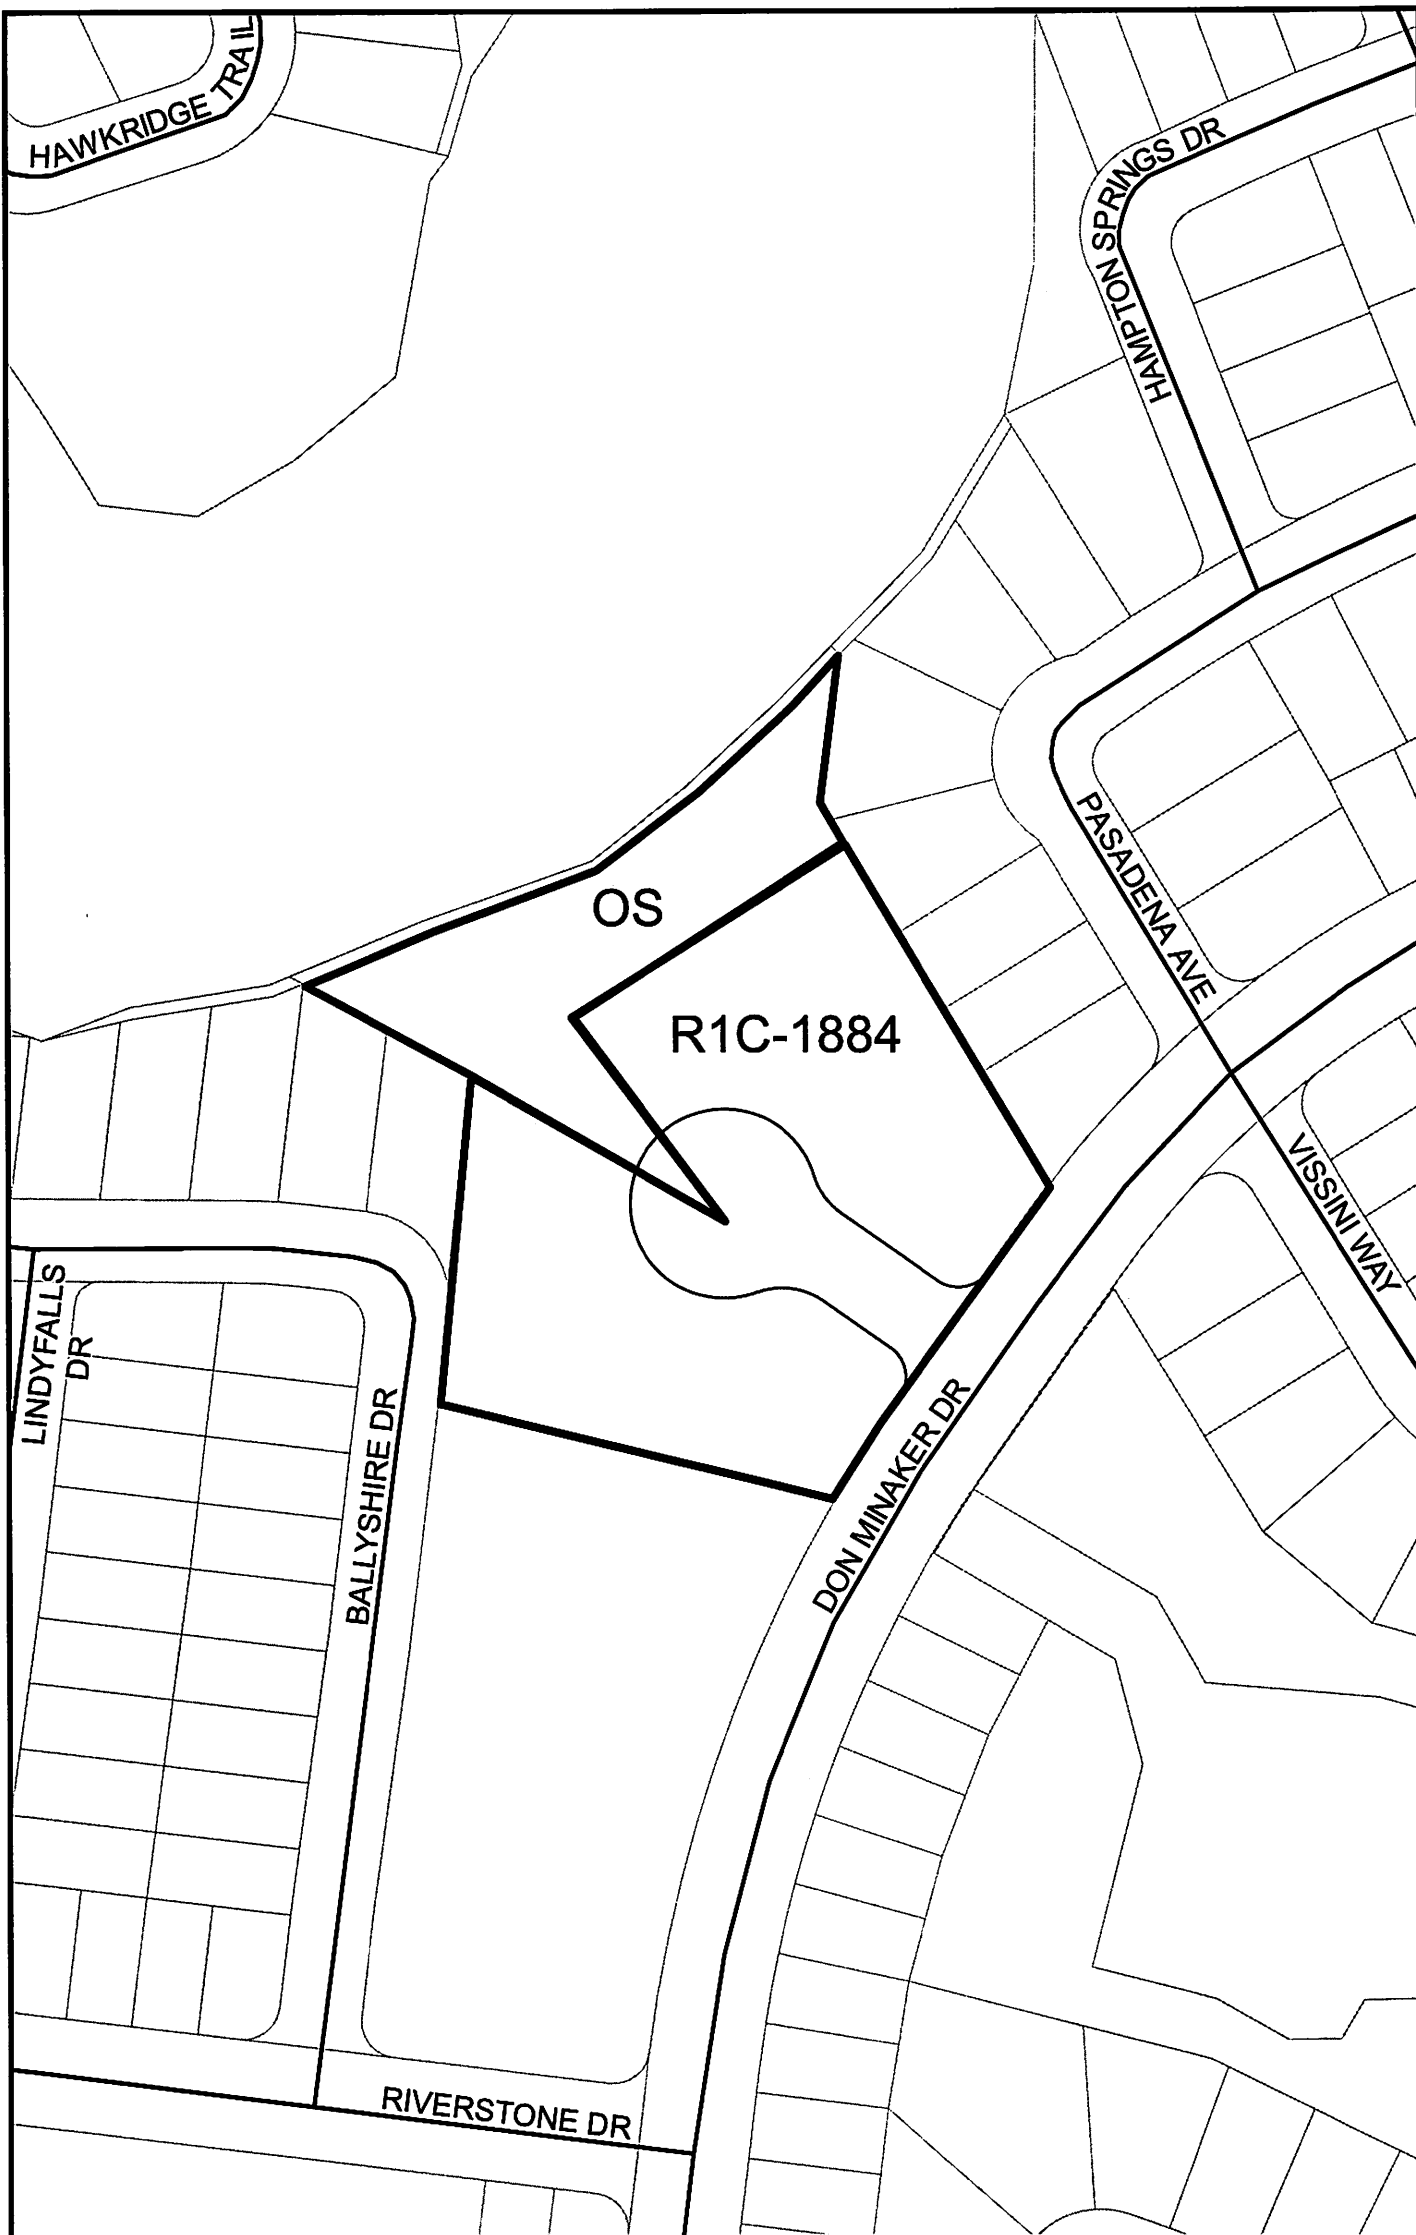 HAWKRIDGE TRAIL
HAMPTON SPRINGS DR
PASADENA AVE
OS
R1C-1884
VISSINI WAY
LINDYFALLS
DR
BALLYSHIRE DR
DON MINAKER DR
RIVERSTONE DR